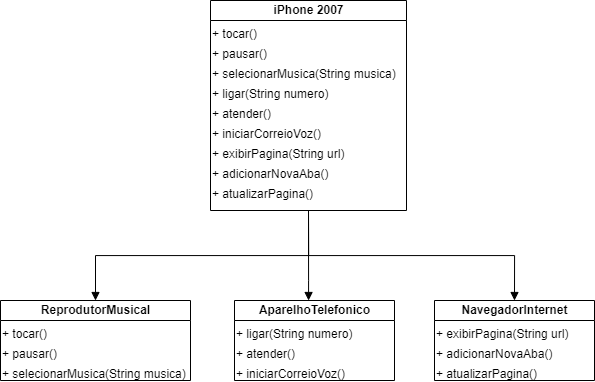 iPhone 2007
+ tocar()
+ pausar()
+ selecionarMusica(String musica)
+ ligar(String numero)
+ atender()
+ iniciarCorreioVoz()
+ exibirPagina(String url)
+ adicionarNovaAba()
+ atualizarPagina()
ReprodutorMusical
+ tocar()
+ pausar()
+ selecionarMusica(String musica)
AparelhoTelefonico
+ ligar(String numero)
+ atender()
+ iniciarCorreioVoz()
NavegadorInternet
+ exibirPagina(String url)
+ adicionarNovaAba()
+ atualizarPagina()